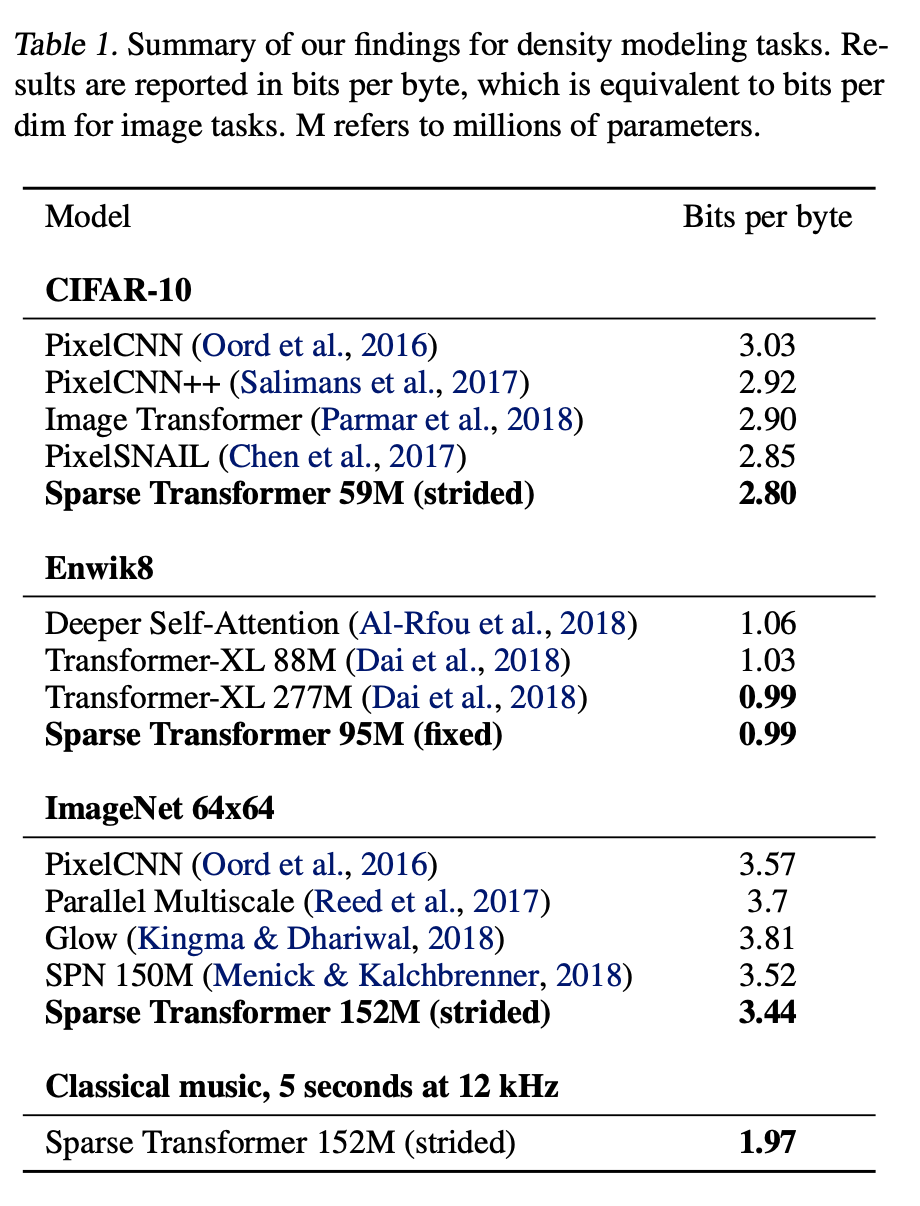 Table 1. Summary of our findings for density modeling tasks. Re-
sults are reported in bits per byte, which is equivalent to bits per
dim for image tasks. M refers to millions of parameters.
Model Bits per byte
CIFAR-10
PixelCNN (Oord et al., 2016) 3.03
PixelCNN++ (Salimans et al., 2017) 2.92
Image Transformer (Parmar et al., 2018) 2.90
PixelSNAIL (Chen et al., 2017) 2.85
Sparse Transformer 59M (strided) 2.80
Enwik8
Deeper Self-Attention (Al-Rfou et al., 2018) 1.06
Transformer-XL 88M (Dai et al., 2018) 1.03
Transformer-XL 277M (Dai et al., 2018) 0.99
Sparse Transformer 95M (fixed) 0.99
ImageNet 64x64
PixelCNN (Oord et al., 2016) 3.57
Parallel Multiscale (Reed et al., 2017) 3.7
Glow (Kingma & Dhariwal, 2018) 3.81
SPN 150M (Menick & Kalchbrenner, 2018) 3.52
Sparse Transformer 152M (strided) 3.44
Classical music, 5 seconds at 12 kHz
Sparse Transformer 152M (strided) 1.97